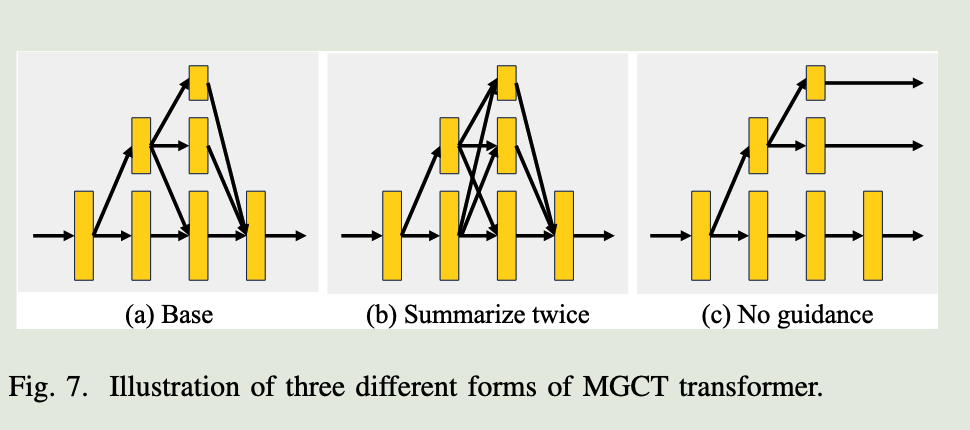 (a) Base
(b) Summarize twice
(c) No guidance
Fig. 7. Illustration of three different forms of MGCT transformer.